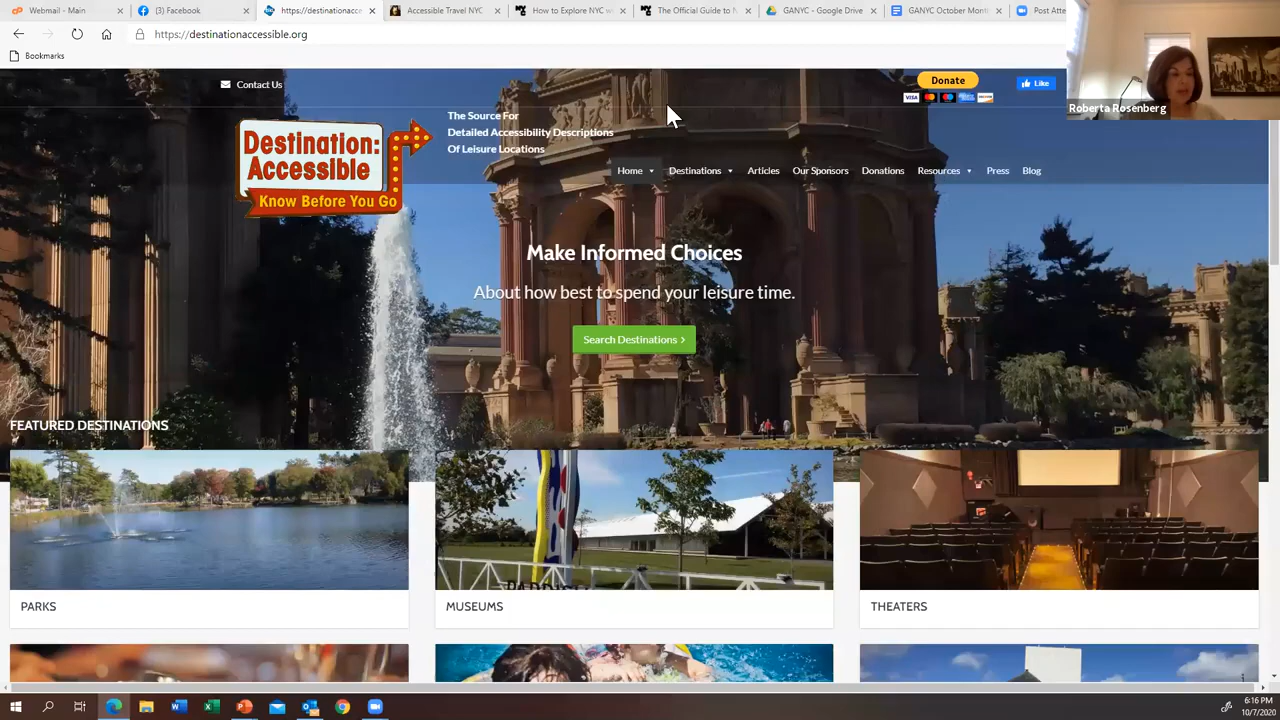 Webmail - Main
(3) Facebook
https://destinationacce
Accessible Travel NYC
How to Explore NYC w
The Official Guide to N
GANYC - Google Drive
GANYC October Mont
Post Atte
https://destinationaccessible.org
Bookmarks
Contact Us
Donate
VISA
Like
Roberta Rosenberg
Destination:
Accessible
Know Before You Go
The Source For
Detailed Accessibility Descriptions
Of Leisure Locations
Home
Destinations
Articles
Our Sponsors
Donations
Resources
Press
Blog
Make Informed Choices
About how best to spend your leisure time.
Search Destinations >
FEATURED DESTINATIONS
PARKS
MUSEUMS
THEATERS
6:16 PM
10/7/2020